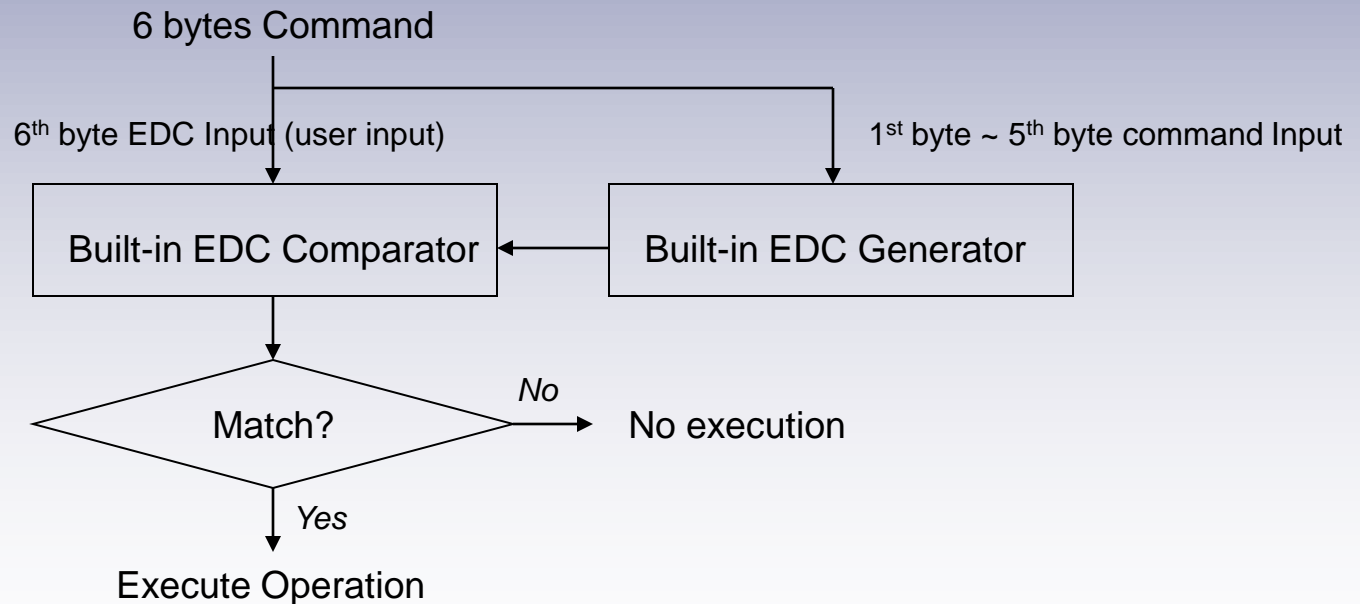 6 bytes Command
6th byte EDC Input (user input)
1st byte ~ 5th byte command Input
Built-in EDC Comparator
Built-in EDC Generator
Match?
No
No execution
Yes
Execute Operation